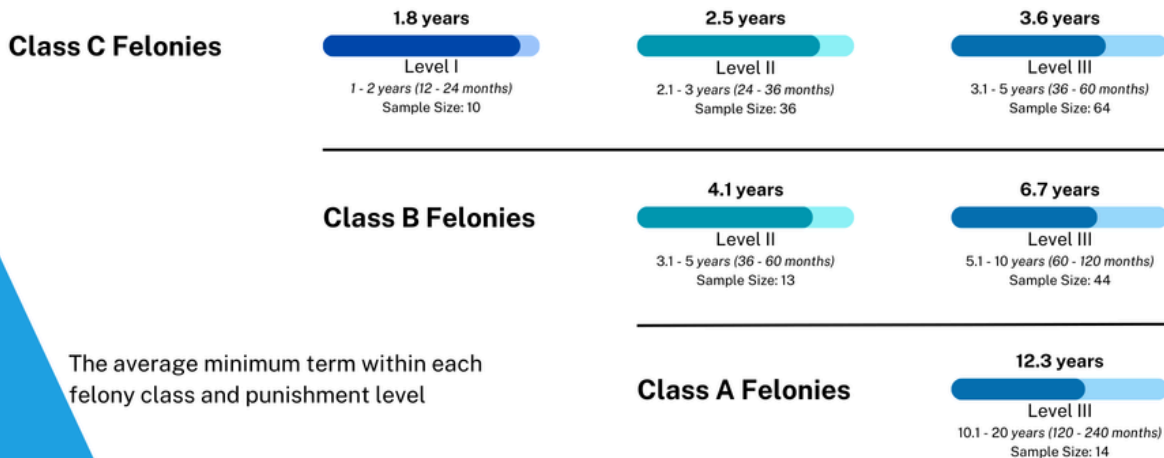 Class C Felonies
1.8 years
Level I
1 - 2 years (12 - 24 months)
Sample Size: 10
2.5 years
Level II
2.1 - 3 years (24 - 36 months)
Sample Size: 36
3.6 years
Level III
3.1 - 5 years (36 - 60 months)
Sample Size: 64
Class B Felonies
4.1 years
Level II
3.1 - 5 years (36 - 60 months)
Sample Size: 13
6.7 years
Level III
5.1 - 10 years (60 - 120 months)
Sample Size: 44
The average minimum term within each
felony class and punishment level
Class A Felonies
12.3 years
Level III
10.1 - 20 years (120 - 240 months)
Sample Size: 14